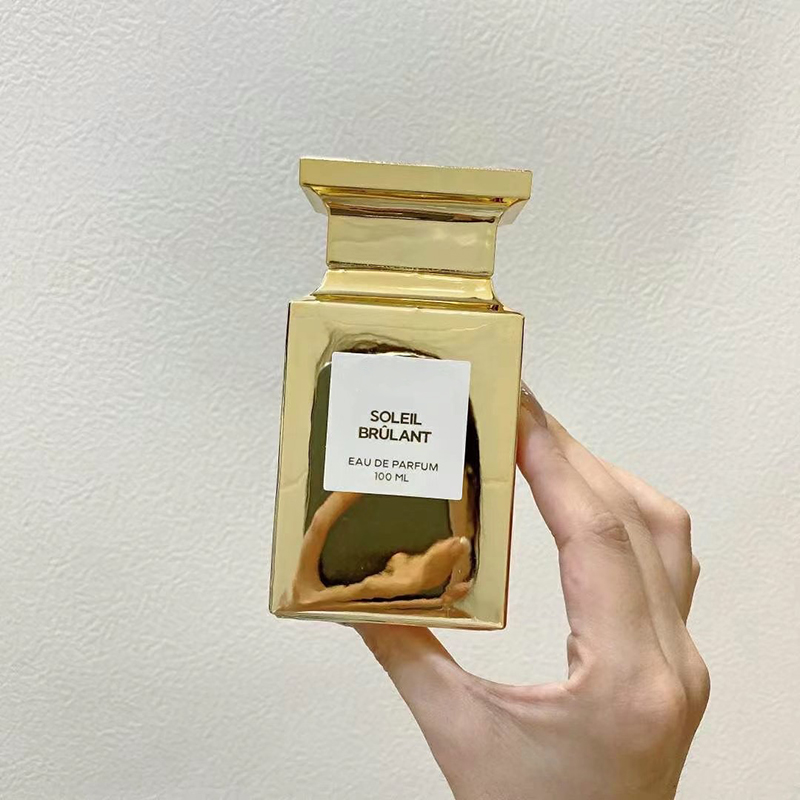 SOLEIL
BRÛLANT
EAU DE PARFUM
100 ML